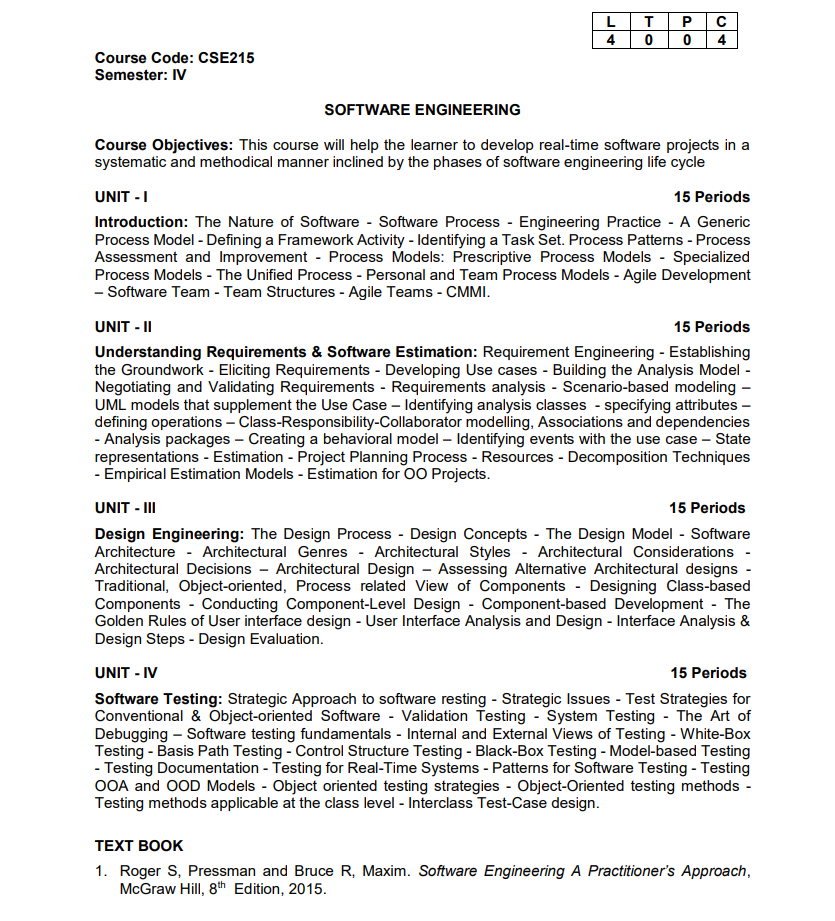 L T P C
4 0 0 4
Course Code: CSE215
Semester: IV
SOFTWARE ENGINEERING
Course Objectives: This course will help the learner to develop real-time software projects in a
systematic and methodical manner inclined by the phases of software engineering life cycle
UNIT - I 15 Periods
Introduction: The Nature of Software - Software Process - Engineering Practice - A Generic
Process Model - Defining a Framework Activity - Identifying a Task Set. Process Patterns - Process
Assessment and Improvement - Process Models: Prescriptive Process Models - Specialized
Process Models - The Unified Process - Personal and Team Process Models - Agile Development
– Software Team - Team Structures - Agile Teams - CMMI.
UNIT - II 15 Periods
Understanding Requirements & Software Estimation: Requirement Engineering - Establishing
the Groundwork - Eliciting Requirements - Developing Use cases - Building the Analysis Model -
Negotiating and Validating Requirements - Requirements analysis - Scenario-based modeling –
UML models that supplement the Use Case – Identifying analysis classes - specifying attributes –
defining operations – Class-Responsibility-Collaborator modelling, Associations and dependencies
- Analysis packages – Creating a behavioral model – Identifying events with the use case – State
representations - Estimation - Project Planning Process - Resources - Decomposition Techniques
- Empirical Estimation Models - Estimation for OO Projects.
UNIT - III 15 Periods
Design Engineering: The Design Process - Design Concepts - The Design Model - Software
Architecture - Architectural Genres - Architectural Styles - Architectural Considerations -
Architectural Decisions – Architectural Design – Assessing Alternative Architectural designs -
Traditional, Object-oriented, Process related View of Components - Designing Class-based
Components - Conducting Component-Level Design - Component-based Development - The
Golden Rules of User interface design - User Interface Analysis and Design - Interface Analysis &
Design Steps - Design Evaluation.
UNIT - IV 15 Periods
Software Testing: Strategic Approach to software resting - Strategic Issues - Test Strategies for
Conventional & Object-oriented Software - Validation Testing - System Testing - The Art of
Debugging – Software testing fundamentals - Internal and External Views of Testing - White-Box
Testing - Basis Path Testing - Control Structure Testing - Black-Box Testing - Model-based Testing
- Testing Documentation - Testing for Real-Time Systems - Patterns for Software Testing - Testing
OOA and OOD Models - Object oriented testing strategies - Object-Oriented testing methods -
Testing methods applicable at the class level - Interclass Test-Case design.
TEXT BOOK
1. Roger S, Pressman and Bruce R, Maxim. Software Engineering A Practitioner's Approach,
McGraw Hill, 8th Edition, 2015.